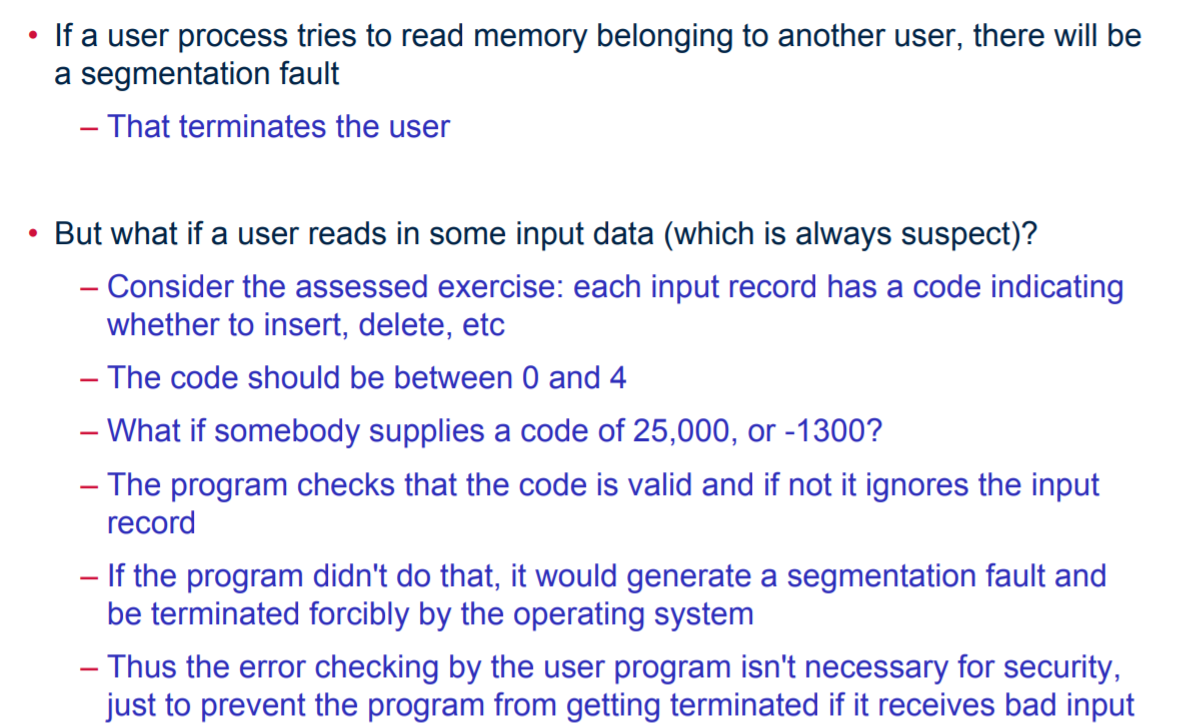 • If a user process tries to read memory belonging to another user, there will be
a segmentation fault
– That terminates the user
• But what if a user reads in some input data (which is always suspect)?
– Consider the assessed exercise: each input record has a code indicating
whether to insert, delete, etc
– The code should be between 0 and 4
– What if somebody supplies a code of 25,000, or -1300?
– The program checks that the code is valid and if not it ignores the input
record
– If the program didn't do that, it would generate a segmentation fault and
be terminated forcibly by the operating system
– Thus the error checking by the user program isn't necessary for security,
just to prevent the program from getting terminated if it receives bad input